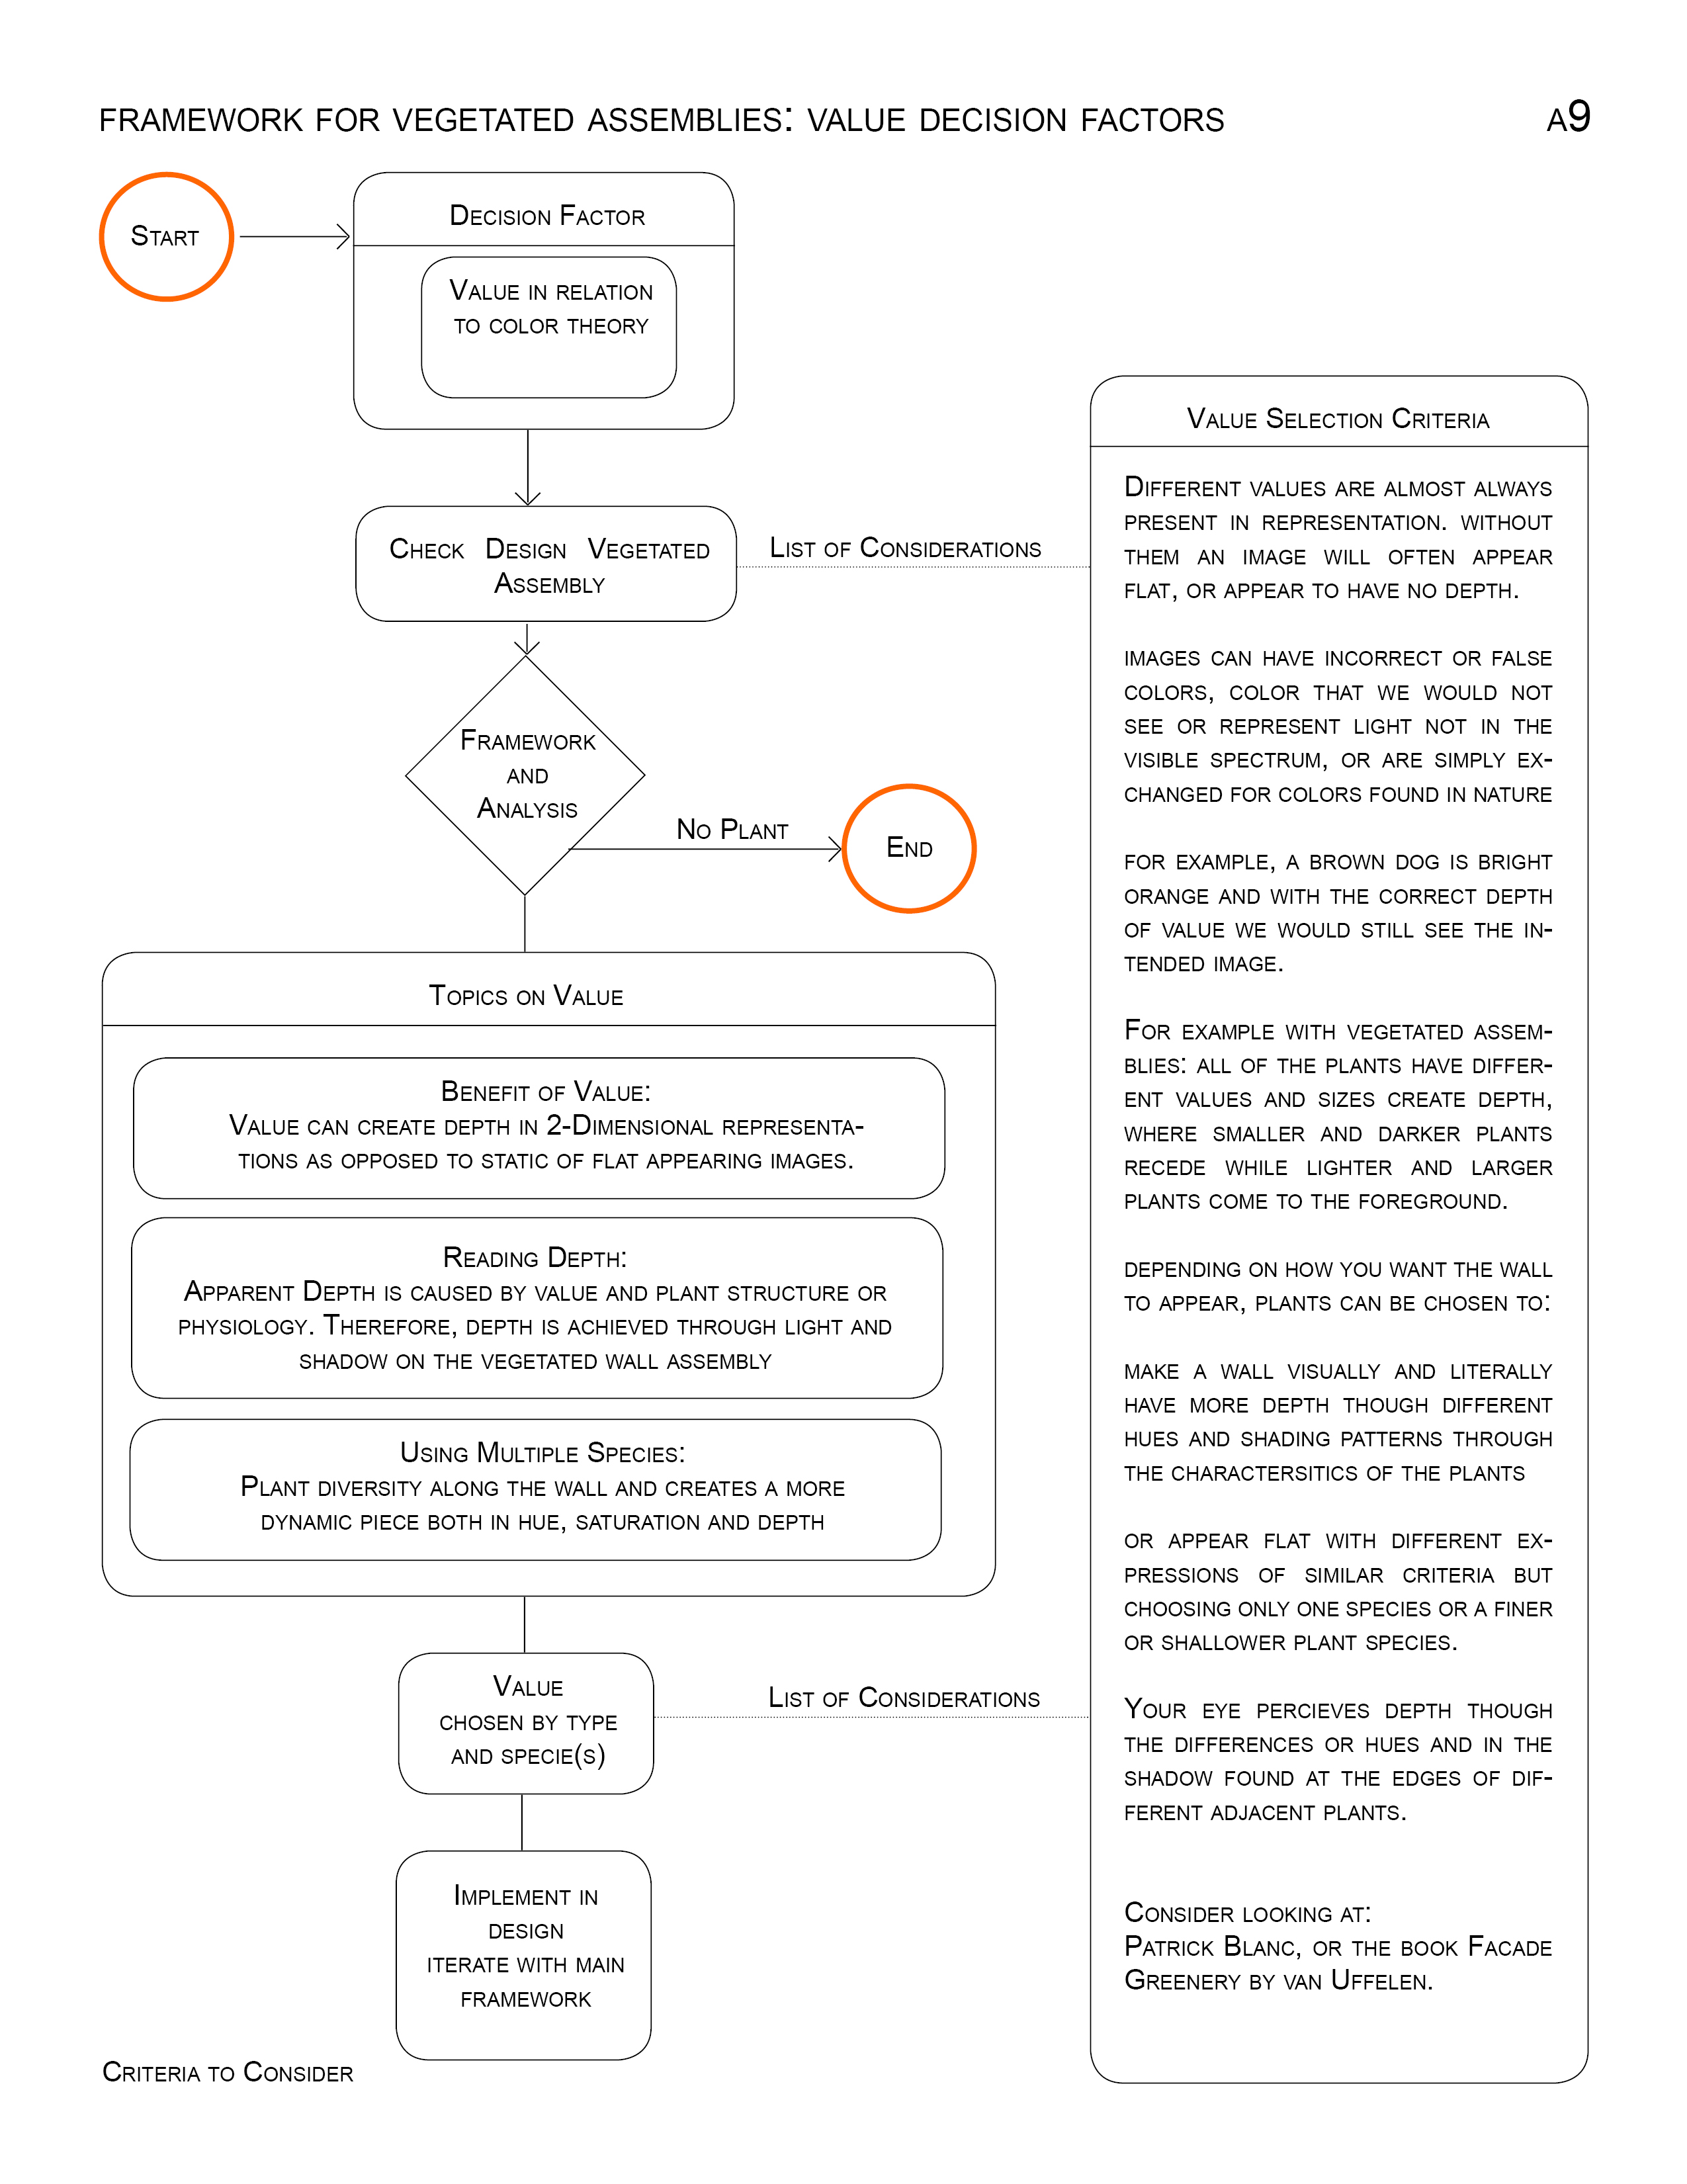 FRAMEWORK FOR VEGETATED ASSEMBLIES: VALUE DECISION FACTORS
A9
START
DECISION FACTOR
VALUE IN RELATION
TO COLOR THEORY
CHECK DESIGN VEGETATED
ASSEMBLY
LIST OF CONSIDERATIONS
FRAMEWORK
AND
ANALYSIS
NO PLANT
END
TOPICS ON VALUE
BENEFIT OF VALUE:
VALUE CAN CREATE DEPTH IN 2-DIMENSIONAL REPRESENTA-
TIONS AS OPPOSED TO STATIC OF FLAT APPEARING IMAGES.
READING DEPTH:
APPARENT DEPTH IS CAUSED BY VALUE AND PLANT STRUCTURE OR
PHYSIOLOGY. THEREFORE, DEPTH IS ACHIEVED THROUGH LIGHT AND
SHADOW ON THE VEGETATED WALL ASSEMBLY
USING MULTIPLE SPECIES:
PLANT DIVERSITY ALONG THE WALL AND CREATES A MORE
DYNAMIC PIECE BOTH IN HUE, SATURATION AND DEPTH
VALUE
CHOSEN BY TYPE
AND SPECIE(S)
LIST OF CONSIDERATIONS
IMPLEMENT IN
DESIGN
ITERATE WITH MAIN
FRAMEWORK
VALUE SELECTION CRITERIA
DIFFERENT VALUES ARE ALMOST ALWAYS
PRESENT IN REPRESENTATION. WITHOUT
THEM AN IMAGE WILL OFTEN APPEAR
FLAT, OR APPEAR TO HAVE NO DEPTH.
IMAGES CAN HAVE INCORRECT OR FALSE
COLORS, COLOR THAT WE WOULD NOT
SEE OR REPRESENT LIGHT NOT IN THE
VISIBLE SPECTRUM, OR ARE SIMPLY EX-
CHANGED FOR COLORS FOUND IN NATURE
FOR EXAMPLE, A BROWN DOG IS BRIGHT
ORANGE AND WITH THE CORRECT DEPTH
OF VALUE WE WOULD STILL SEE THE IN-
TENDED IMAGE.
FOR EXAMPLE WITH VEGETATED ASSEM-
BLIES: ALL OF THE PLANTS HAVE DIFFER-
ENT VALUES AND SIZES CREATE DEPTH,
WHERE SMALLER AND DARKER PLANTS
RECEDE WHILE LIGHTER AND LARGER
PLANTS COME TO THE FOREGROUND.
DEPENDING ON HOW YOU WANT THE WALL
TO APPEAR, PLANTS CAN BE CHOSEN TO:
MAKE A WALL VISUALLY AND LITERALLY
HAVE MORE DEPTH THOUGH DIFFERENT
HUES AND SHADING PATTERNS THROUGH
THE CHARACTERSITICS OF THE PLANTS
OR APPEAR FLAT WITH DIFFERENT EX-
PRESSIONS OF SIMILAR CRITERIA BUT
CHOOSING ONLY ONE SPECIES OR A FINER
OR SHALLOWER PLANT SPECIES.
YOUR EYE PERCIEVES DEPTH THOUGH
THE DIFFERENCES OR HUES AND IN THE
SHADOW FOUND AT THE EDGES OF DIF-
FERENT ADJACENT PLANTS.
CONSIDER LOOKING AT:
PATRICK BLANC, OR THE BOOK FACADE
GREENERY BY VAN UFFELEN.
CRITERIA TO CONSIDER